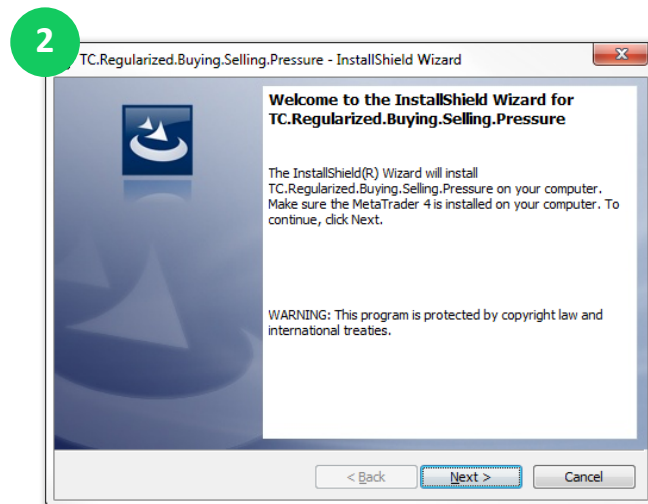 2
TC.Regularized.Buying.Selling.Pressure - InstallShield Wizard
Welcome to the InstallShield Wizard for
TC.Regularized.Buying.Selling.Pressure
The InstallShield(R) Wizard will install
TC.Regularized.Buying.Selling.Pressure on your computer.
Make sure the MetaTrader 4 is installed on your computer. To
continue, click Next.
WARNING: This program is protected by copyright law and
international treaties.
< Back
Next >
Cancel